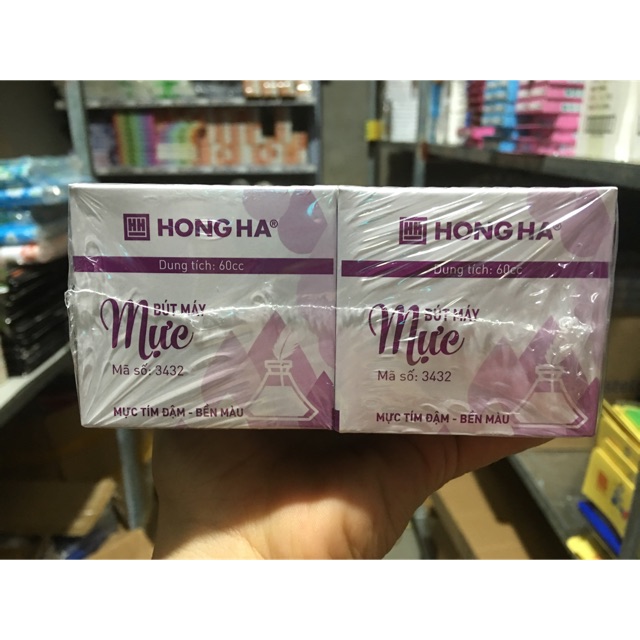 HONG HA®
Dung tích: 60cc
BÚT MÁY
Mực
Mã số: 3432
MỰC TÍM ĐẬM - BỀN MÀU
HONG HA®
Dung tích: 60cc
BÚT MÁY
Mực
Mã số: 3432
MỰC TÍM ĐẬM - BỀN MÀU